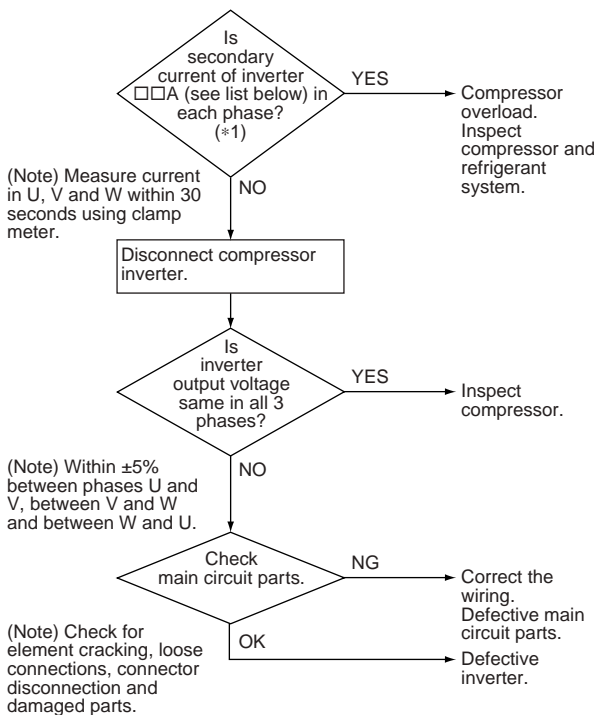 Is
secondary
current of inverter
□□A (see list below) in
each phase?
(*1)
YES
Compressor
overload.
Inspect
compressor and
refrigerant
system.
(Note) Measure current
in U, V and W within 30
seconds using clamp
meter.
NO
Disconnect compressor
inverter.
Is
inverter
output voltage
same in all 3
phases?
YES
Inspect
compressor.
(Note) Within ±5%
between phases U and
V, between V and W
and between W and U.
NO
Check
main circuit parts.
NG
Correct the
wiring.
Defective main
circuit parts.
(Note) Check for
element cracking, loose
connections, connector
disconnection and
damaged parts.
OK
Defective
inverter.